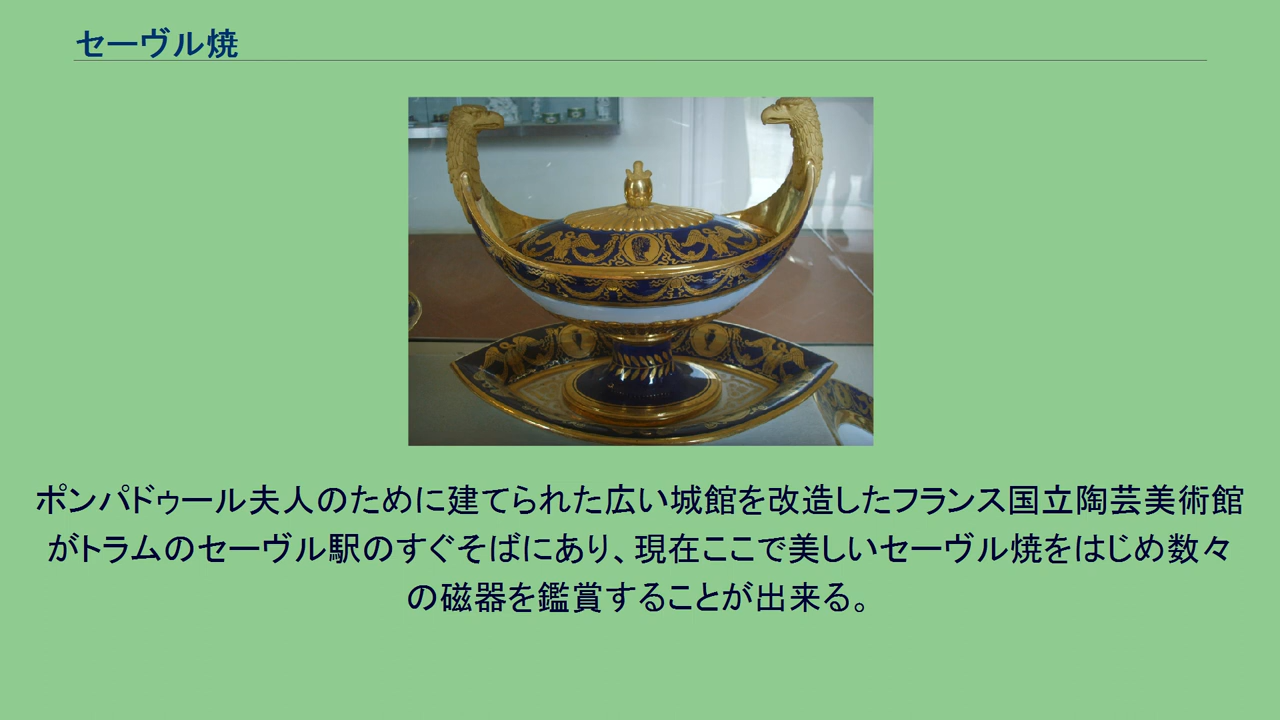 セーヴル焼
ポンパドゥール夫人のために建てられた広い城館を改造したフランス国立陶芸美術館
がトラムのセーヴル駅のすぐそばにあり、現在ここで美しいセーヴル焼をはじめ数々
の磁器を鑑賞することが出来る。